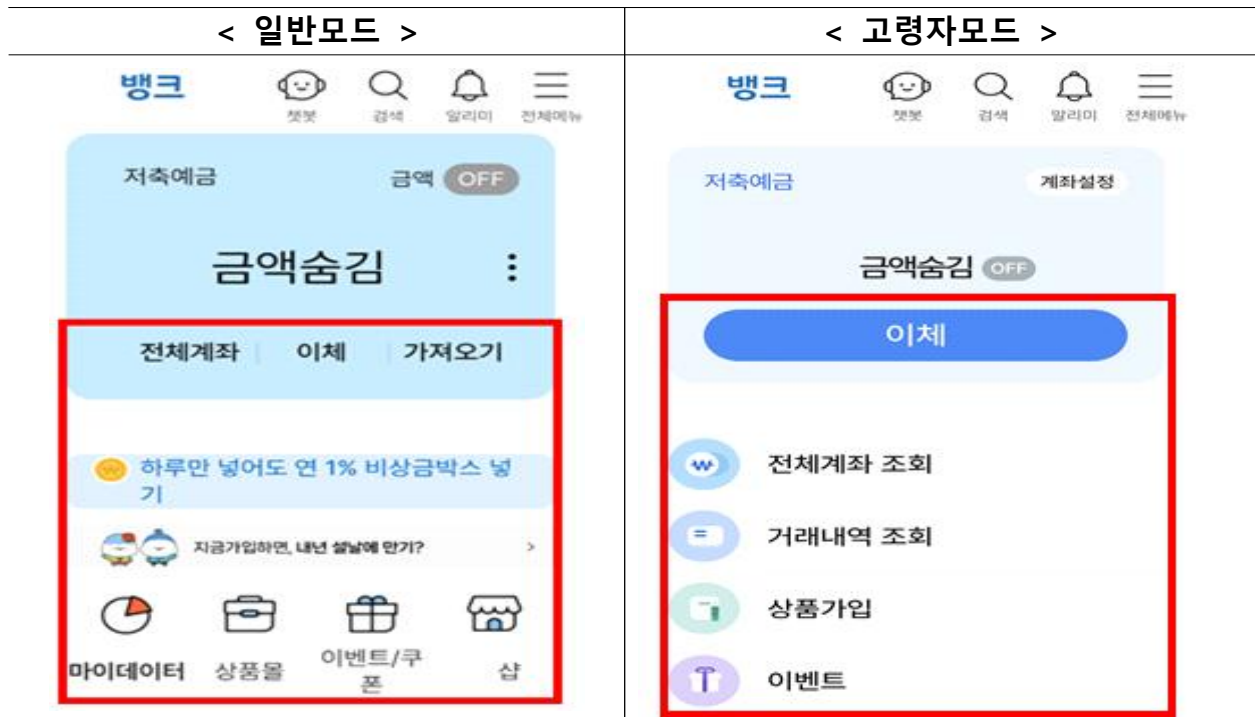 < 일반모드 >
< 고령자모드 >
뱅크
챗봇 검색 알리미 전체메뉴
저축예금 금액 OFF
금액숨김
전체계좌 이체 가져오기
하루만 넣어도 연 1% 비상금박스 넣
기
지금가입하면, 내년 설날에 만기?
마이데이터 상품몰 이벤트/쿠
폰 샵
뱅크
챗봇 검색 알리미 전체메뉴
저축예금 계좌설정
금액숨김 OFF
이체
전체계좌 조회
거래내역 조회
상품가입
이벤트